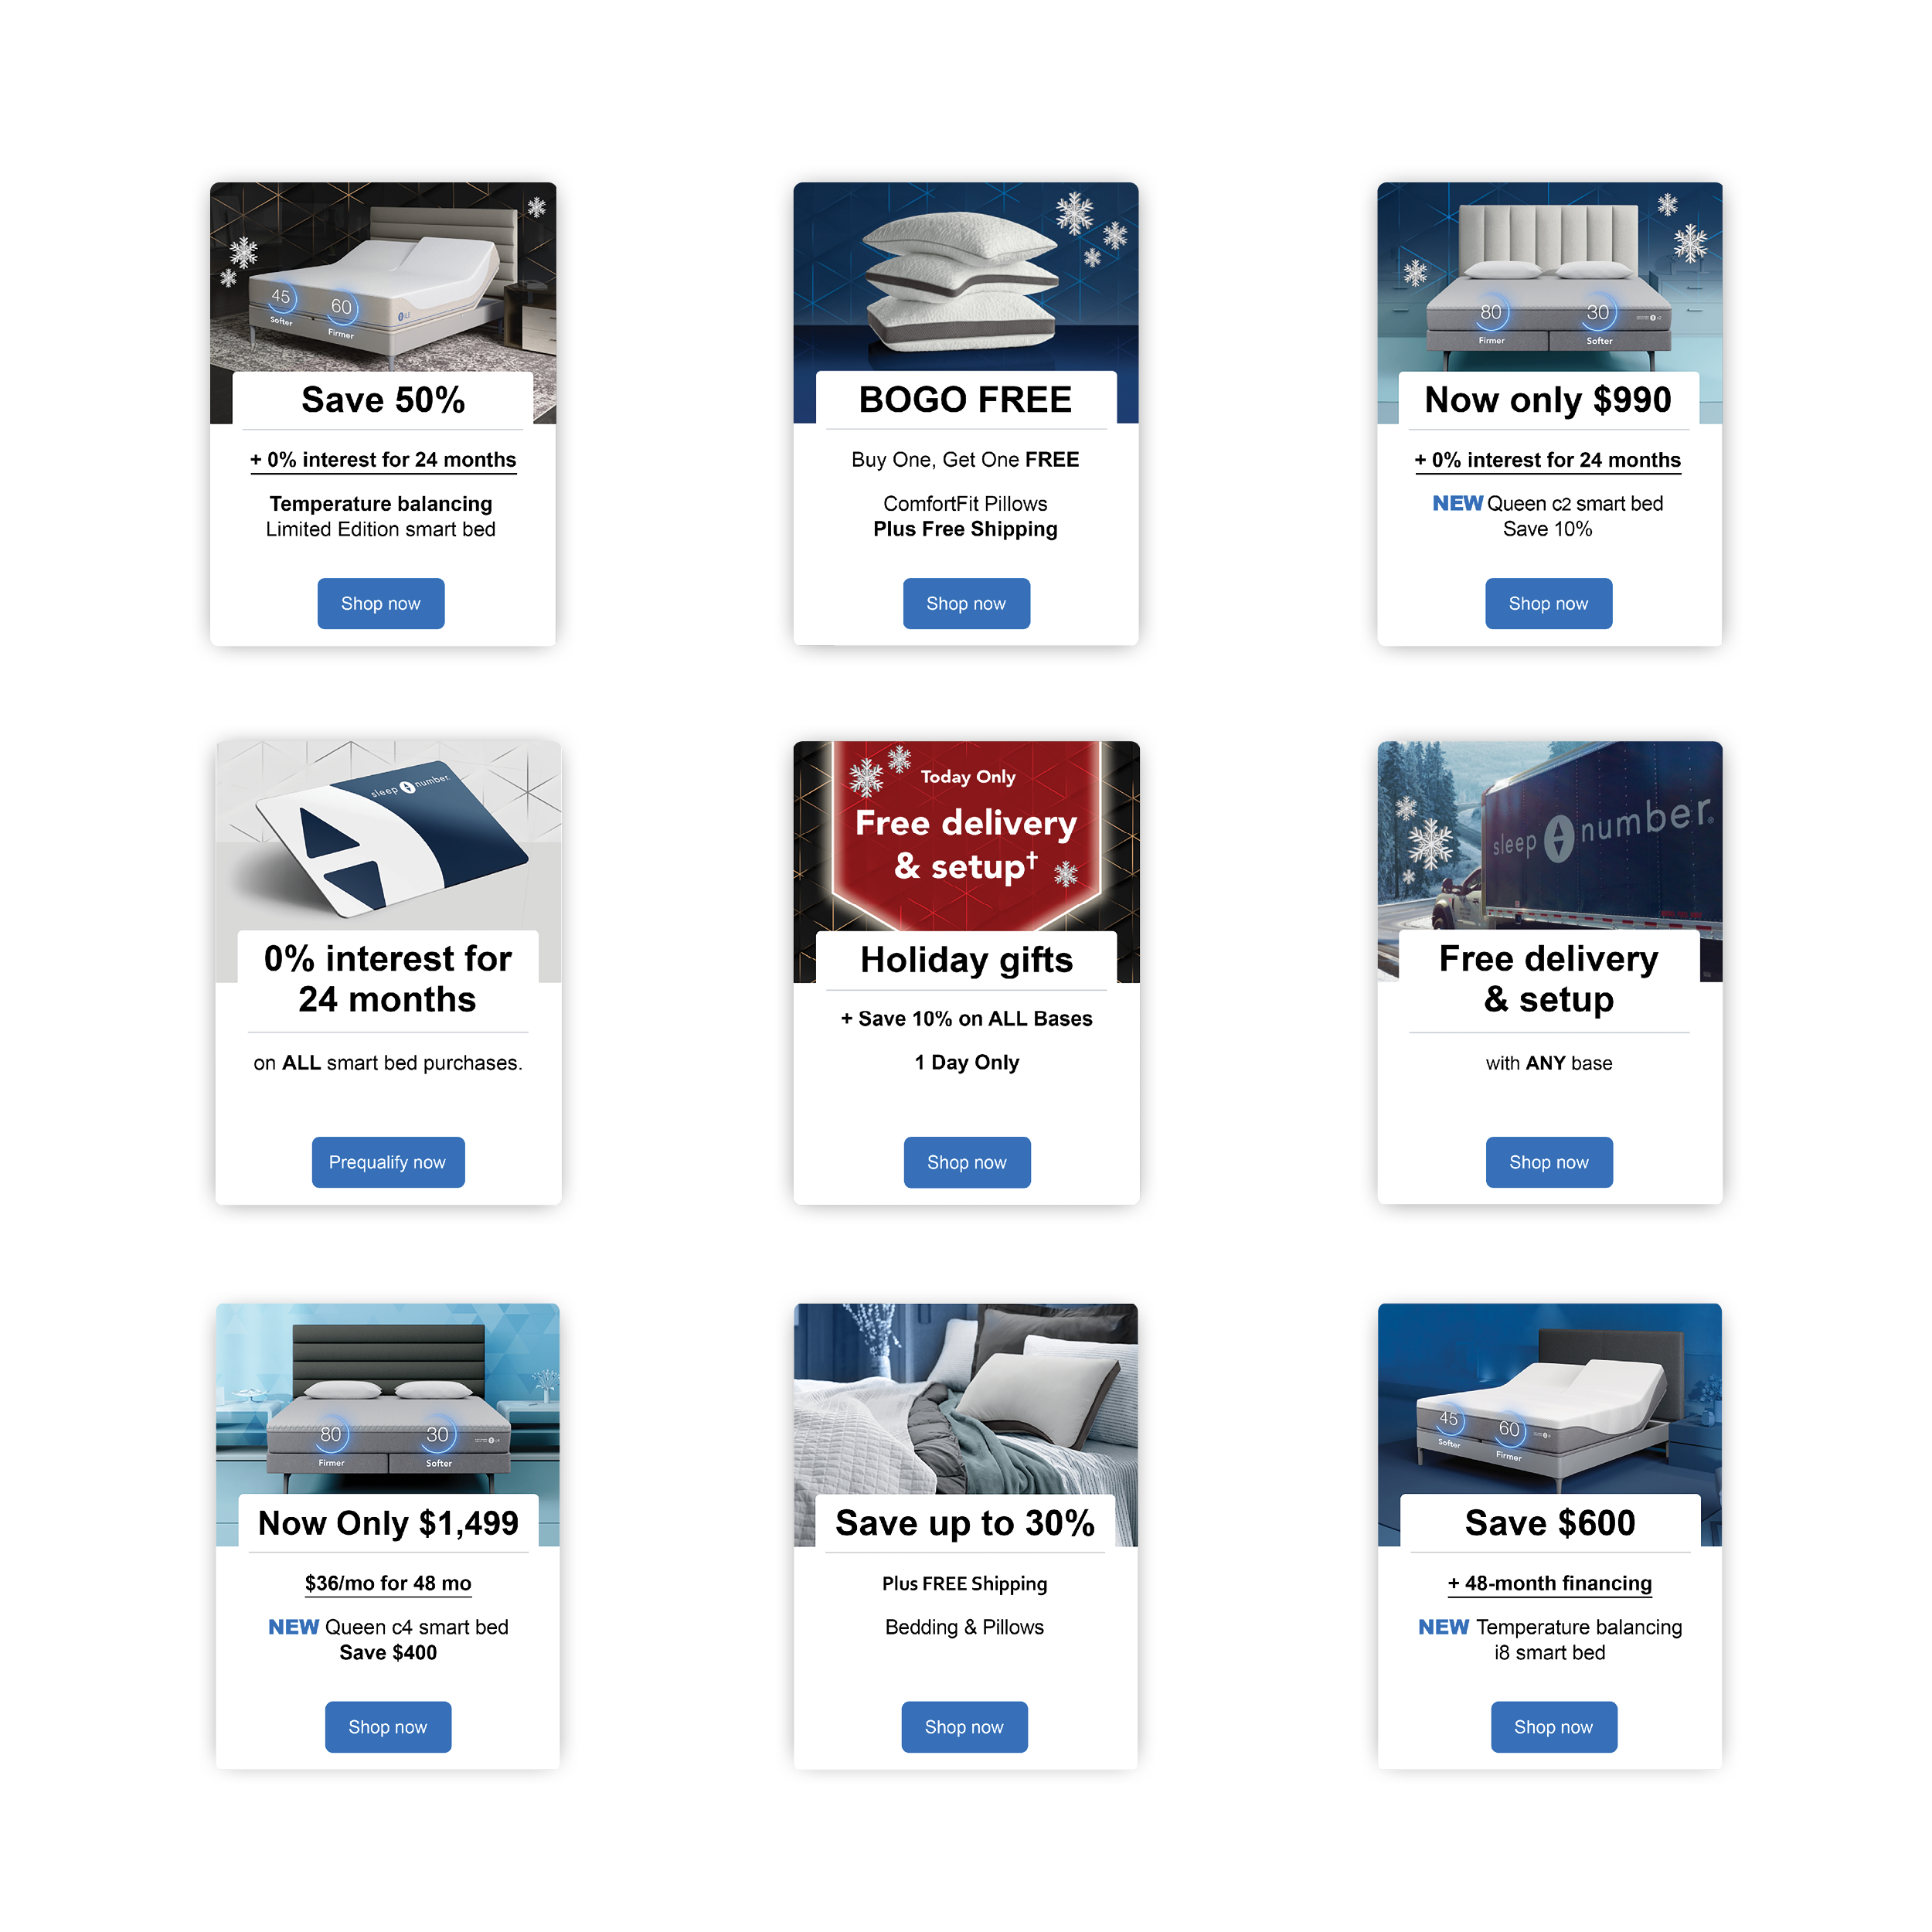 45
Softer
60
Firmer
Save 50%
+ 0% interest for 24 months
Temperature balancing
Limited Edition smart bed
Shop now
BOGO FREE
Buy One, Get One FREE
ComfortFit Pillows
Plus Free Shipping
Shop now
80
Firmer
30
Softer
Now only $990
+ 0% interest for 24 months
NEW Queen c2 smart bed
Save 10%
Shop now
sleep number.
0% interest for
24 months
on ALL smart bed purchases.
Prequalify now
Today Only
Free delivery
& setup†
Holiday gifts
+ Save 10% on ALL Bases
1 Day Only
Shop now
sleep number®
Free delivery
& setup
with ANY base
Shop now
80
Firmer
30
Softer
Now Only $1,499
$36/mo for 48 mo
NEW Queen c4 smart bed
Save $400
Shop now
Save up to 30%
Plus FREE Shipping
Bedding & Pillows
Shop now
45
Softer
60
Firmer
Save $600
+ 48-month financing
NEW Temperature balancing
i8 smart bed
Shop now